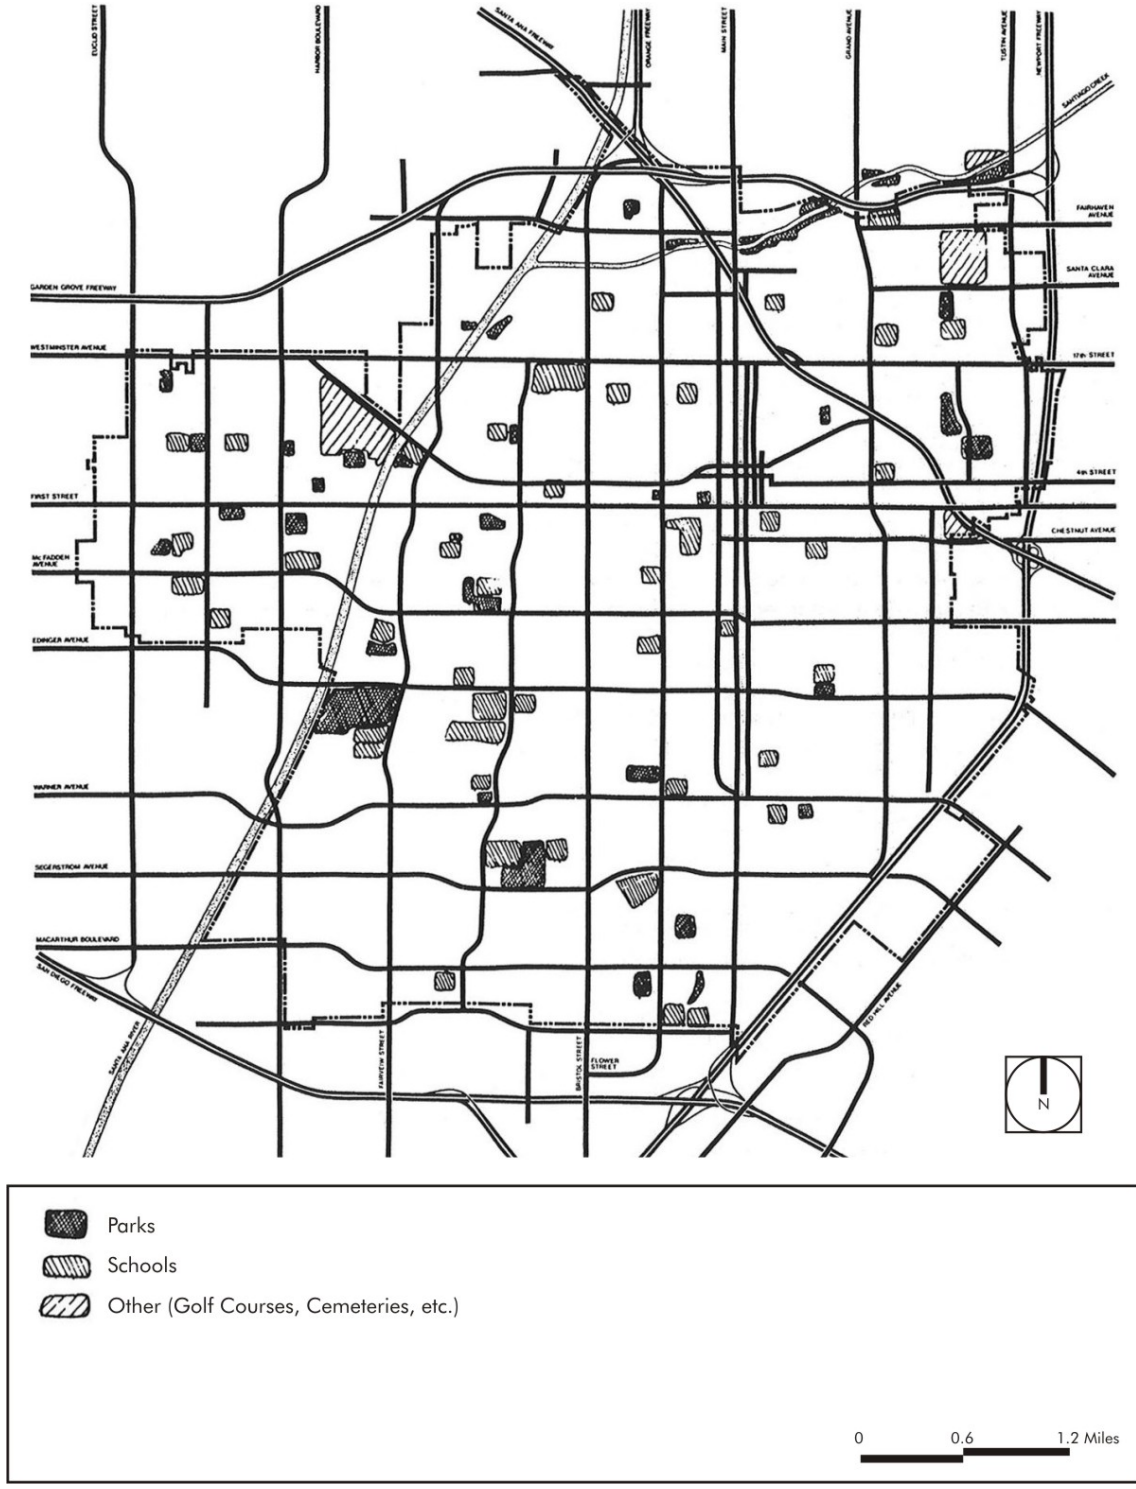 EUCLID STREET
HARBOR BOULEVARD
SANTA ANA FREEWAY
ORANGE FREEWAY
MAIN STREET
GRAND AVENUE
TUSTIN AVENUE
NEWPORT FREEWAY
SANTIAGO CREEK
FAIRHAVEN
AVENUE
SANTA CLARA
AVENUE
GARDEN GROVE FREEWAY
WESTMINSTER AVENUE
17th STREET
4th STREET
FIRST STREET
CHESTNUT AVENUE
Mc FADDEN
AVENUE
EDINGER AVENUE
WARNER AVENUE
SEGERSTROM AVENUE
MACARTHUR BOULEVARD
SAN DIEGO FREEWAY
SANTA ANA RIVER
FAIRVEIW STREET
BRISTOL STREET
FLOWER
STREET
RED HILL AVENUE
N
Parks
Schools
Other (Golf Courses, Cemeteries, etc.)
0 0.6 1.2 Miles